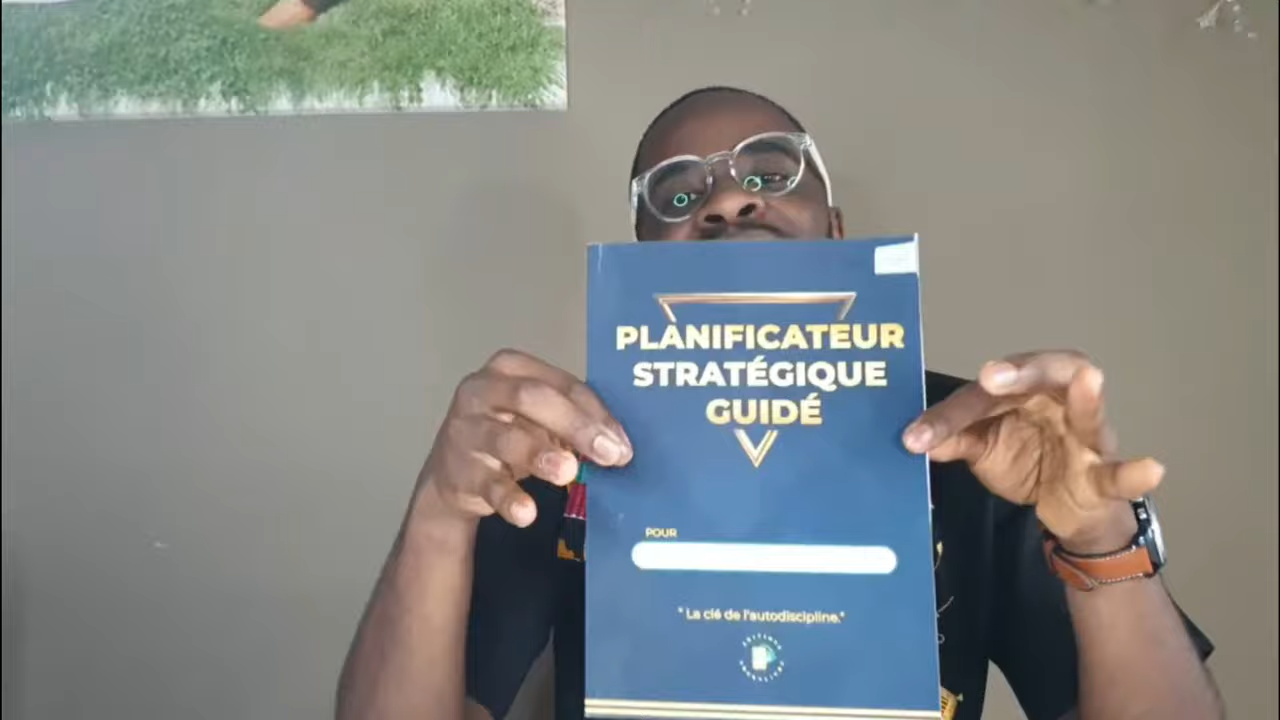 PLANIFICATEUR
STRATÉGIQUE
GUIDÉ
POUR
" La clé de l'autodiscipline."